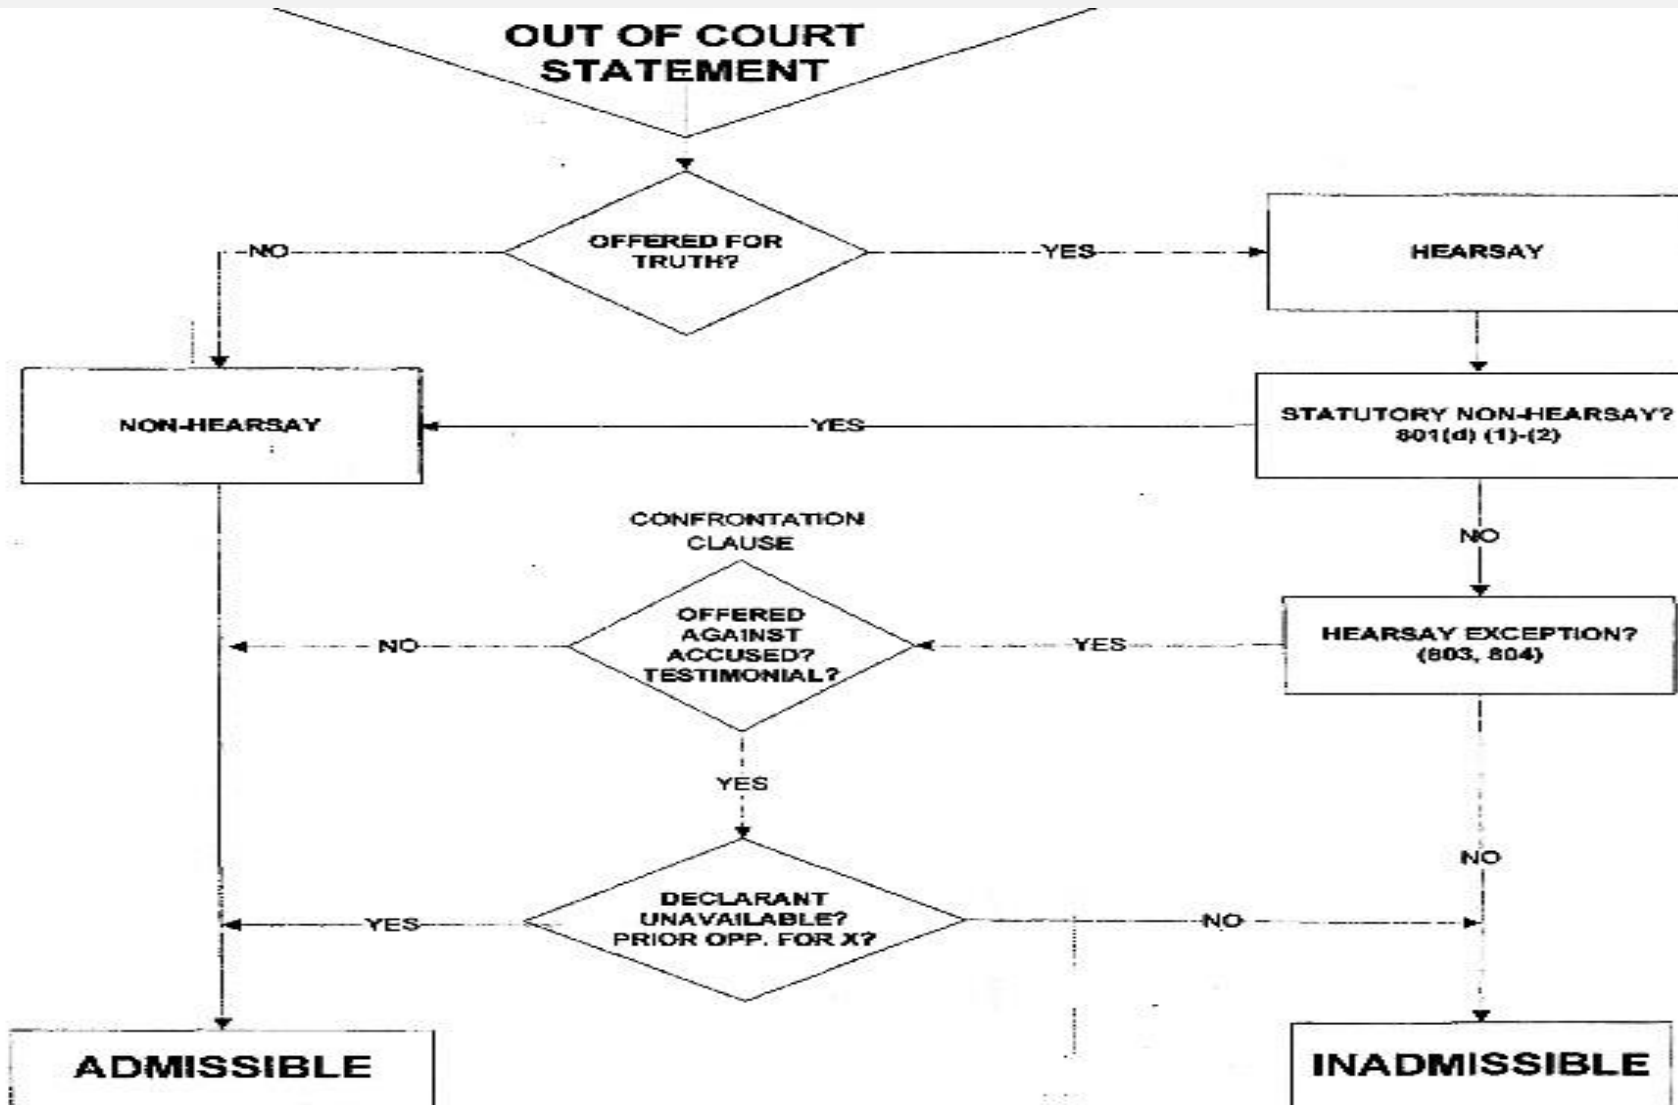 OUT OF COURT
STATEMENT
OFFERED FOR
TRUTH?
NO
YES
HEARSAY
NON-HEARSAY
YES
STATUTORY NON-HEARSAY?
801(d) (1)-(2)
NO
CONFRONTATION
CLAUSE
OFFERED
AGAINST
ACCUSED?
TESTIMONIAL?
NO
YES
HEARSAY EXCEPTION?
(803, 804)
YES
NO
DECLARANT
UNAVAILABLE?
PRIOR OPP. FOR X?
YES
NO
ADMISSIBLE
INADMISSIBLE